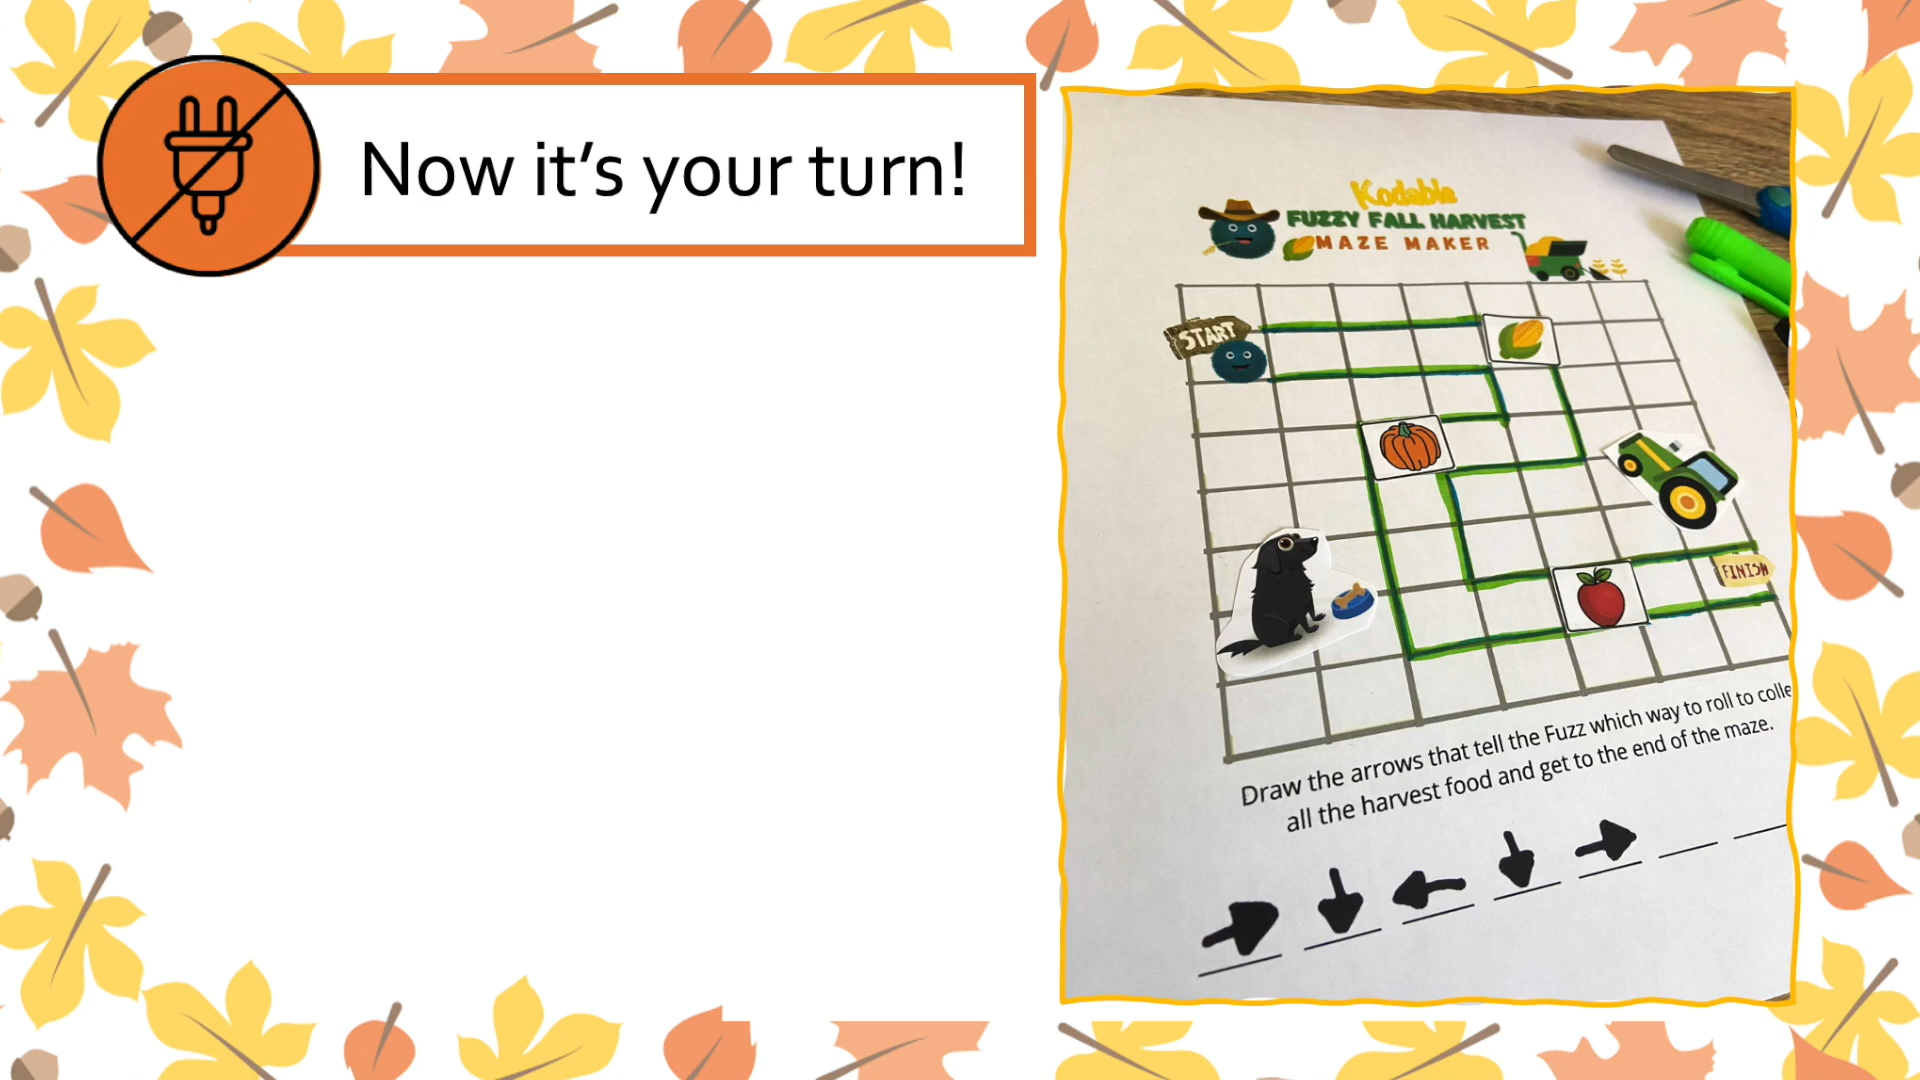 Now it's your turn!
Kodable
FUZZY FALL HARVEST
MAZE MAKER
START
FINISH
Draw the arrows that tell the Fuzz which way to roll to colle
all the harvest food and get to the end of the maze.